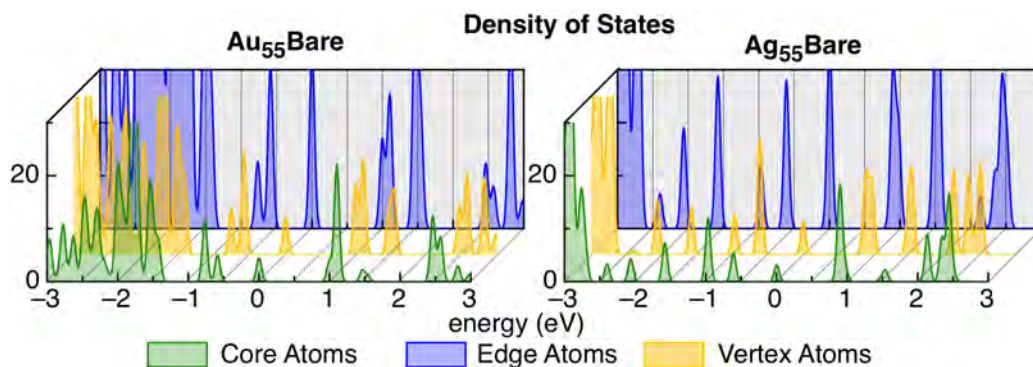 Density of States
Au55Bare
Ag55Bare
20
0
−3 −2 −1 0 1 2 3
20
0
−3 −2 −1 0 1 2 3
energy (eV)
Core Atoms Edge Atoms Vertex Atoms